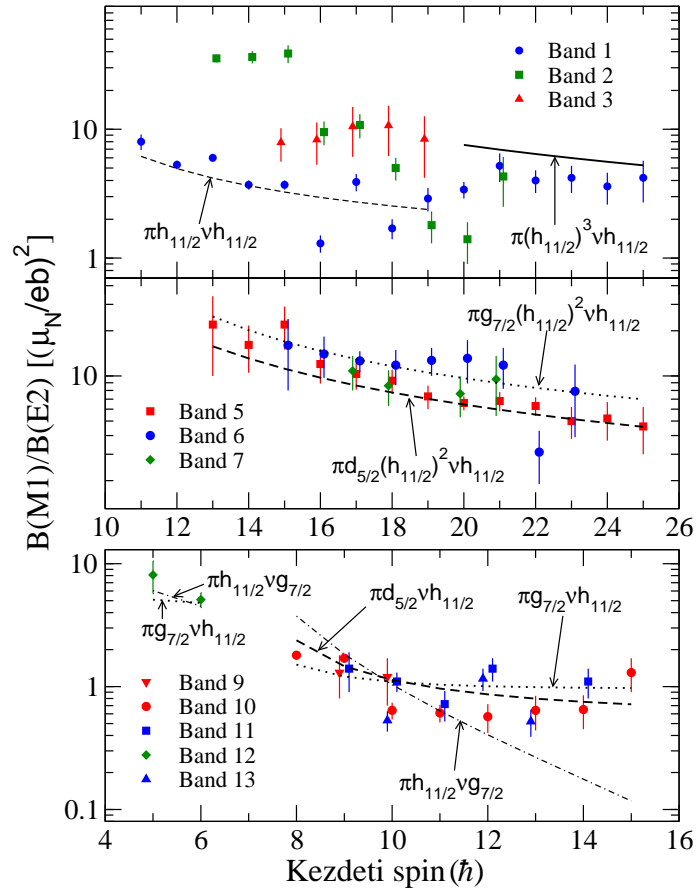 B(M1)/B(E2) [(μN/eb)²]
10
1
Band 1
Band 2
Band 3
πh11/2νh11/2
π(h11/2)³νh11/2
10
Band 5
Band 6
Band 7
πg7/2(h11/2)²νh11/2
πd5/2(h11/2)²νh11/2
10 12 14 16 18 20 22 24 26
10
1
0.1
πh11/2νg7/2
πg7/2νh11/2
πd5/2νh11/2
πg7/2νh11/2
Band 9
Band 10
Band 11
Band 12
Band 13
πh11/2νg7/2
4 6 8 10 12 14 16
Kezdeti spin(ℏ)